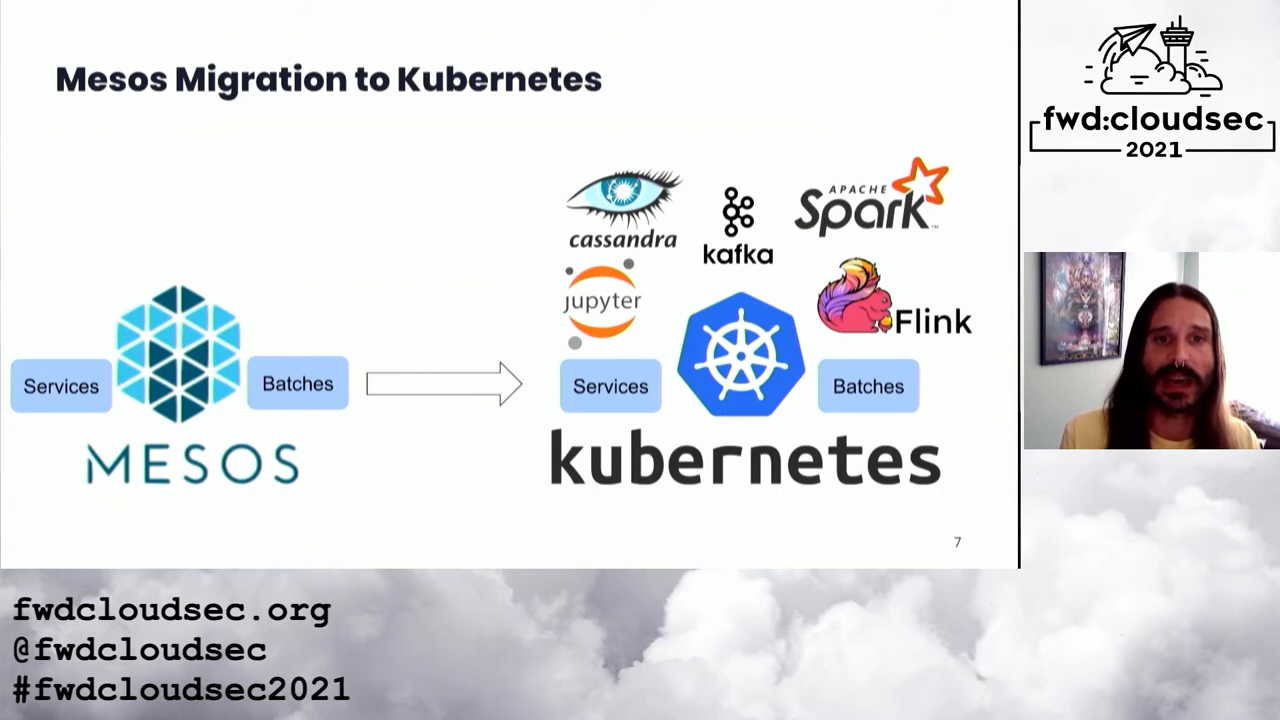 Mesos Migration to Kubernetes
cassandra
kafka
APACHE
Spark™
jupyter
Flink
Services
Batches
MESOS
Services
Batches
kubernetes
7
fwd:cloudsec
2021
fwdcloudsec.org
@fwdcloudsec
#fwdcloudsec2021